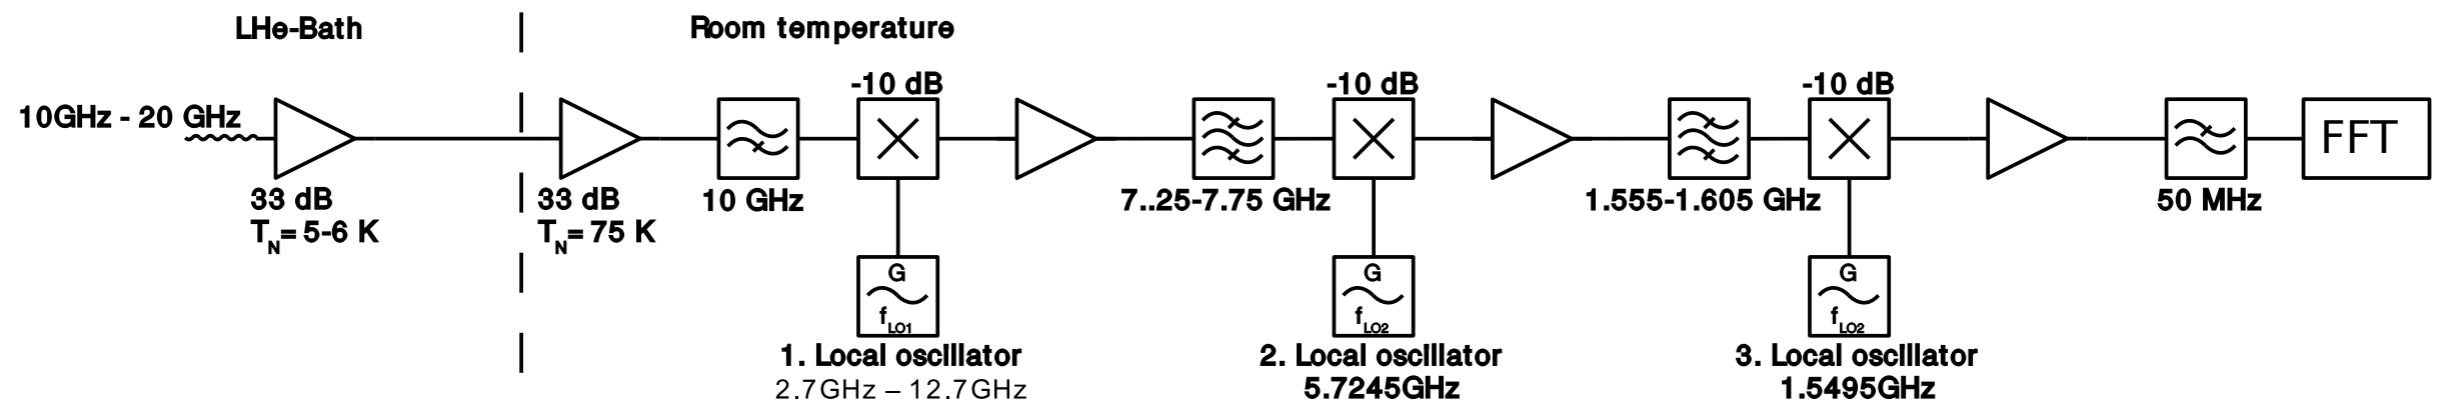 LHe-Bath
Room temperature
-10 dB
-10 dB
-10 dB
10GHz - 20 GHz
FFT
33 dB
T_N= 5-6 K
33 dB
T_N= 75 K
10 GHz
7..25-7.75 GHz
1.555-1.605 GHz
50 MHz
G
f_LO1
G
f_LO2
G
f_LO2
1. Local oscillator
2.7GHz – 12.7GHz
2. Local oscillator
5.7245GHz
3. Local oscillator
1.5495GHz